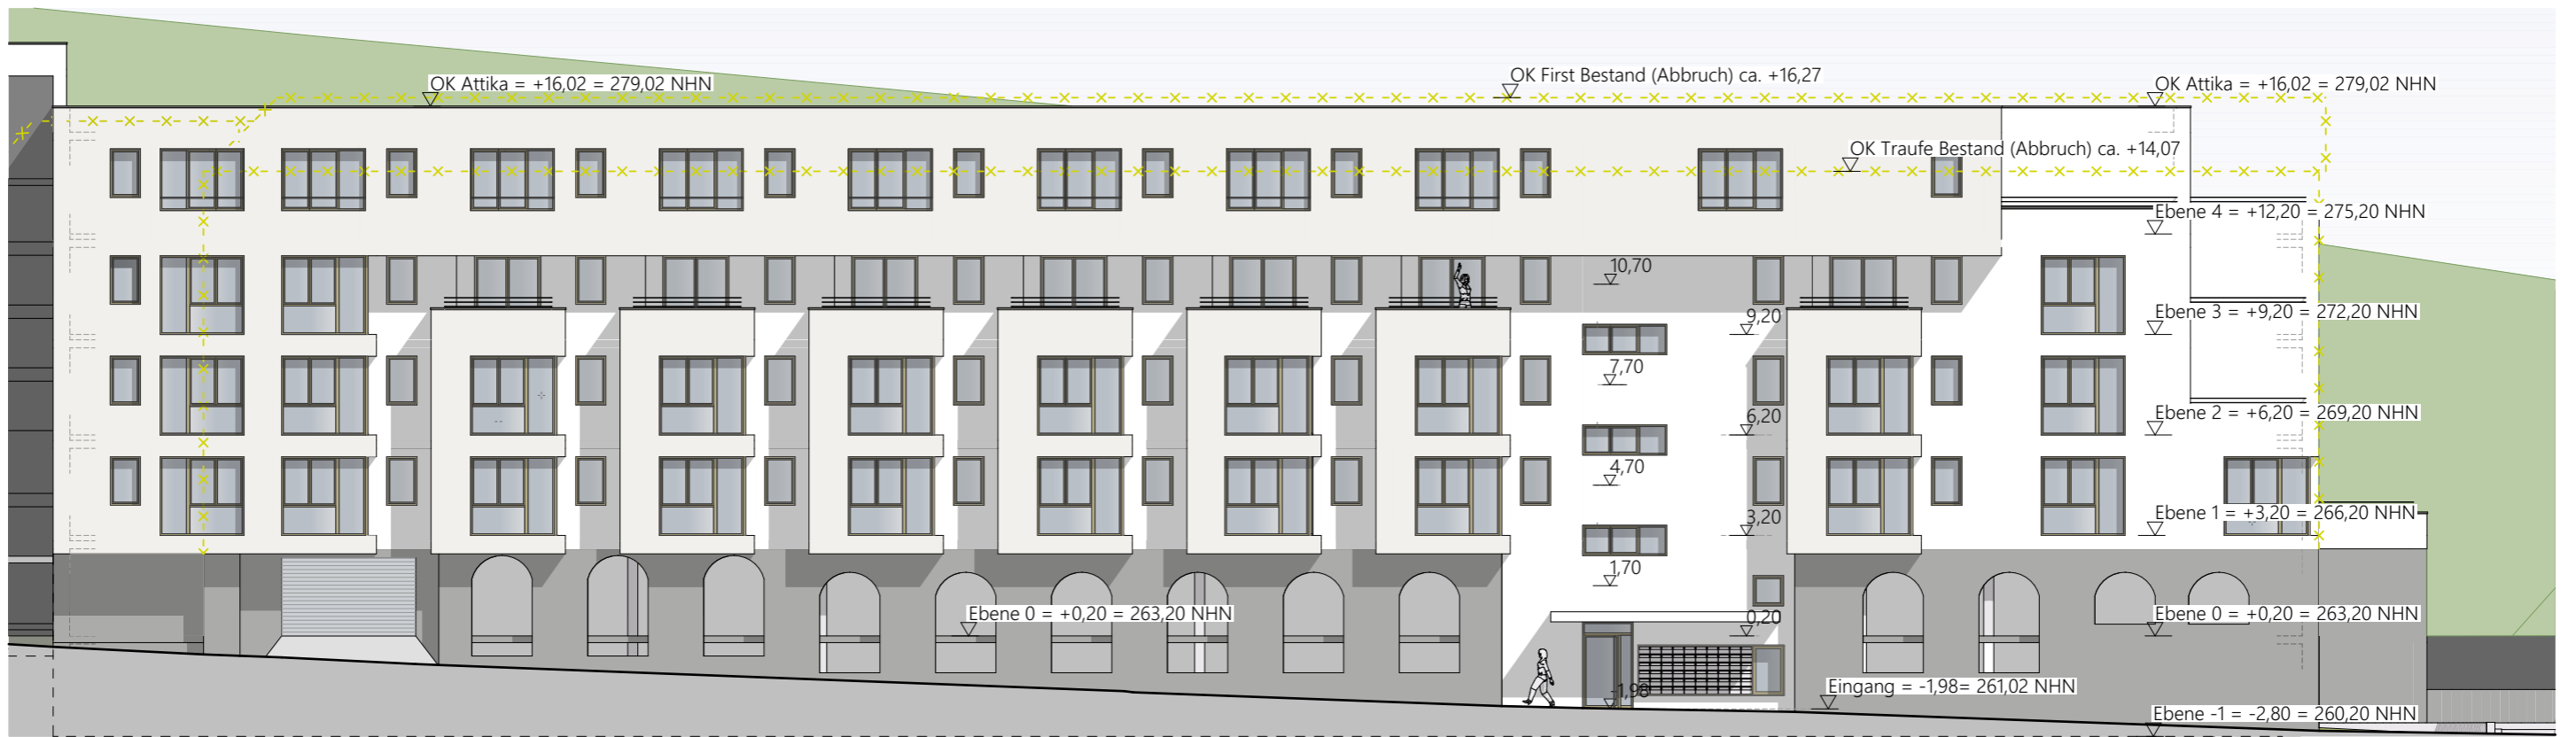 OK First Bestand (Abbruch) ca. +16,27
OK Attika = +16,02 = 279,02 NHN
OK Attika = +16,02 = 279,02 NHN
OK Traufe Bestand (Abbruch) ca. +14,07
Ebene 4 = +12,20 = 275,20 NHN
10,70
Ebene 3 = +9,20 = 272,20 NHN
9,20
7,70
Ebene 2 = +6,20 = 269,20 NHN
6,20
4,70
Ebene 1 = +3,20 = 266,20 NHN
3,20
1,70
Ebene 0 = +0,20 = 263,20 NHN
0,20
Ebene 0 = +0,20 = 263,20 NHN
-1,98
Eingang = -1,98= 261,02 NHN
Ebene -1 = -2,80 = 260,20 NHN